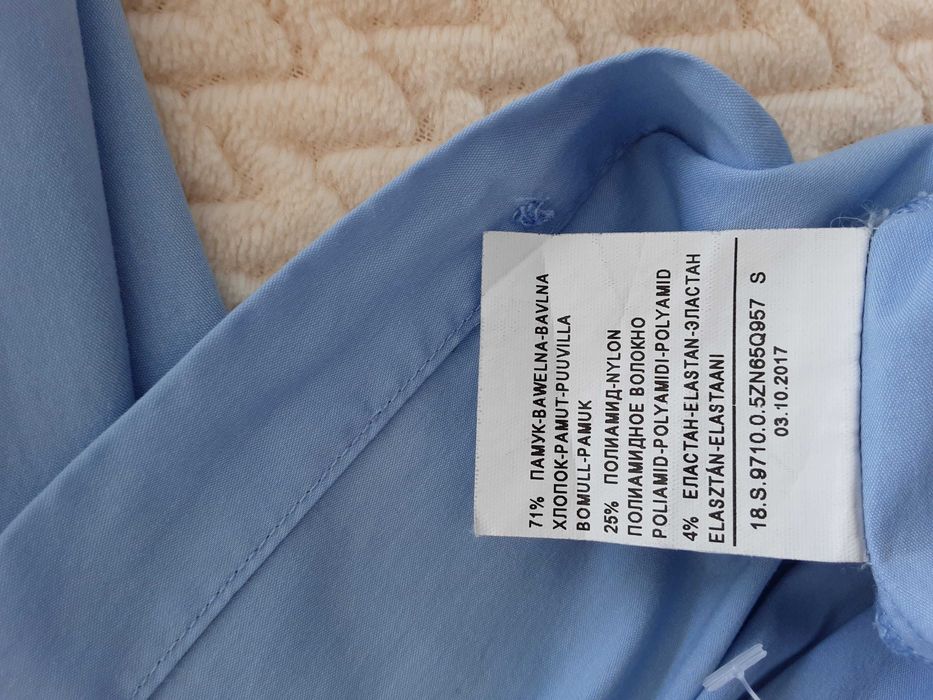 71% ПАМУК-BAWEŁNA-BAVLNA
ХЛОПОК-PAMUT-PUUVILLA
BOMULL-PAMUK
25% ПОЛИАМИД-NYLON
ПОЛИАМИДНОЕ ВОЛОКНО
POLIAMID-POLYAMIDI-POLYAMID
4% ЕЛАСТАН-ELASTAN-ЭЛАСТАН
ELASZTÁN-ELASTAANI
18.S.9710.0.5ZN65Q957 S
03.10.2017